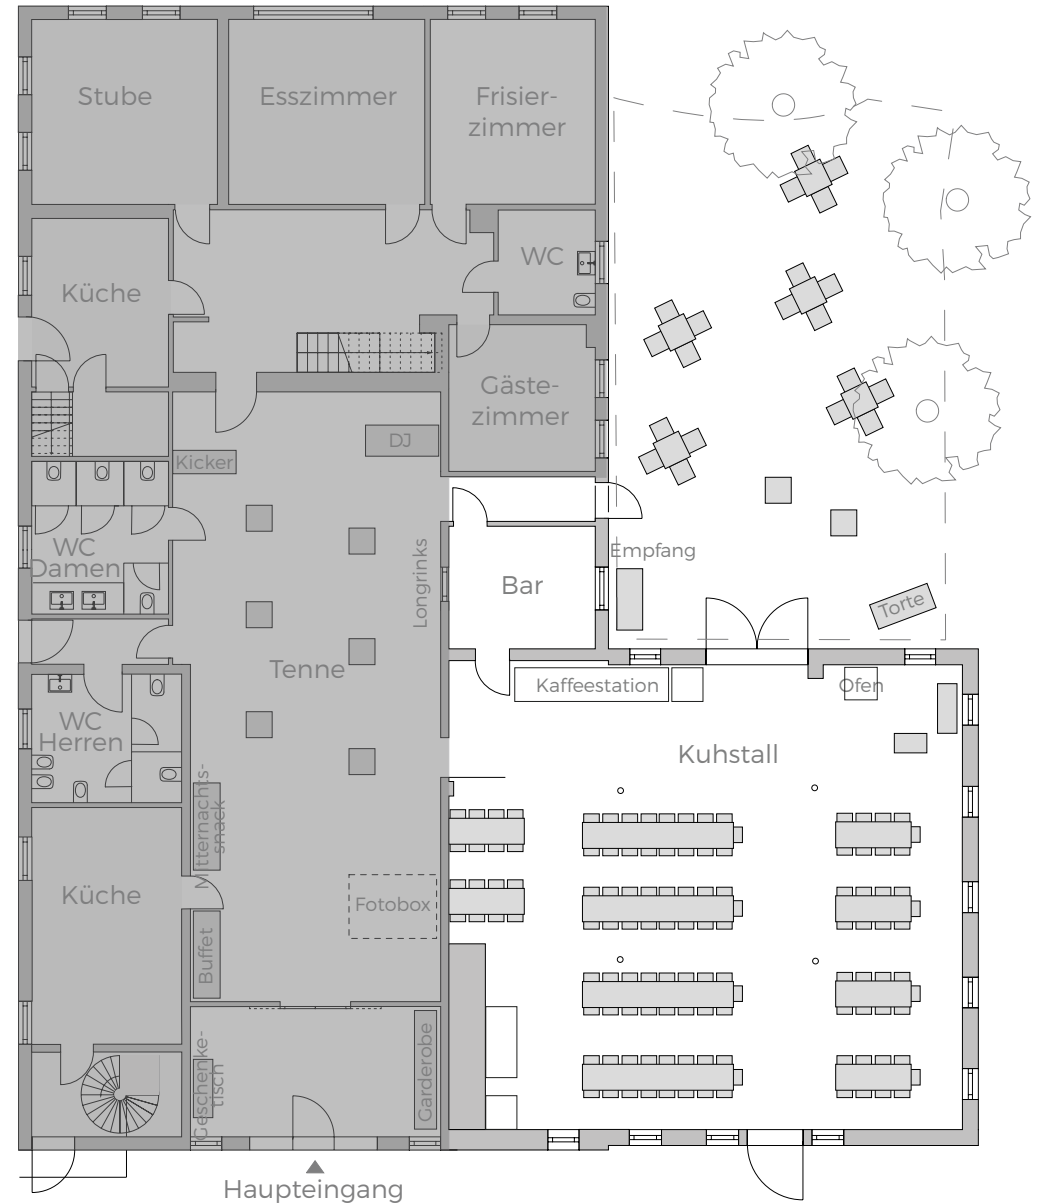 Stube
Esszimmer
Frisier-
zimmer
WC
Küche
Gäste-
zimmer
DJ
Kicker
WC
Damen
Longrinks
Empfang
Bar
Torte
Tenne
Kaffeestation
Ofen
WC
Herren
Kuhstall
Mitternachts-
snack
Küche
Fotobox
Buffet
Geschenke-
tisch
Garderobe
Haupteingang